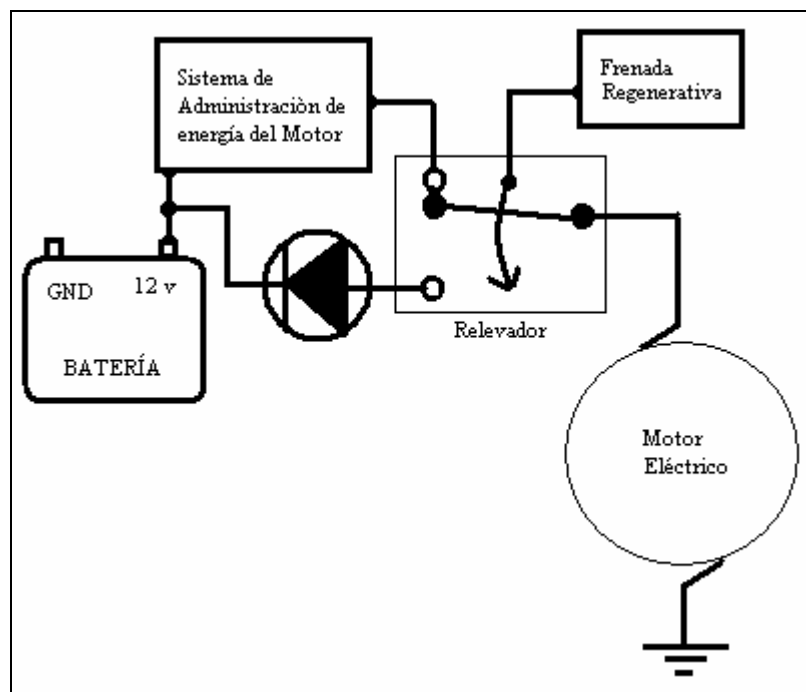 Sistema de
Administraciòn de
energía del Motor
Frenada
Regenerativa
GND
12 v
BATERÍA
Relevador
Motor
Eléctrico